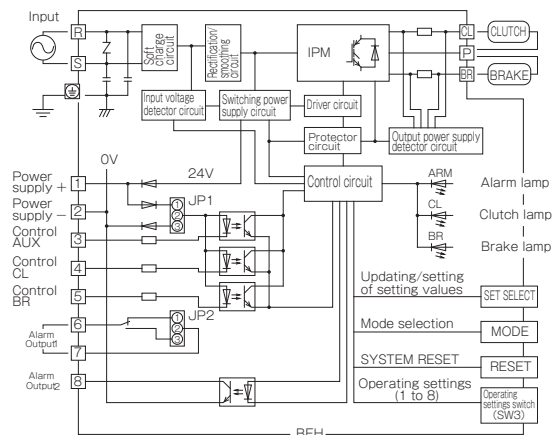 Input
R
S
Soft
charge
circuit
Rectification/
smoothing
circuit
IPM
CL
CLUTCH
P
BR
BRAKE
Input voltage
detector circuit
Switching power
supply circuit
Driver circuit
Protector
circuit
Output power supply
detector circuit
0V
24V
Control circuit
Power
supply +
1
Power
supply −
2
Control
AUX
3
Control
CL
4
Control
BR
5
Alarm
Output1
6
7
Alarm
Output2
8
JP1
1
2
3
JP2
1
2
3
ARM
Alarm lamp
CL
Clutch lamp
BR
Brake lamp
Updating/setting
of setting values
SET SELECT
Mode selection
MODE
SYSTEM RESET
RESET
Operating settings
(1 to 8)
Operating
settings switch
(SW3)
BEH